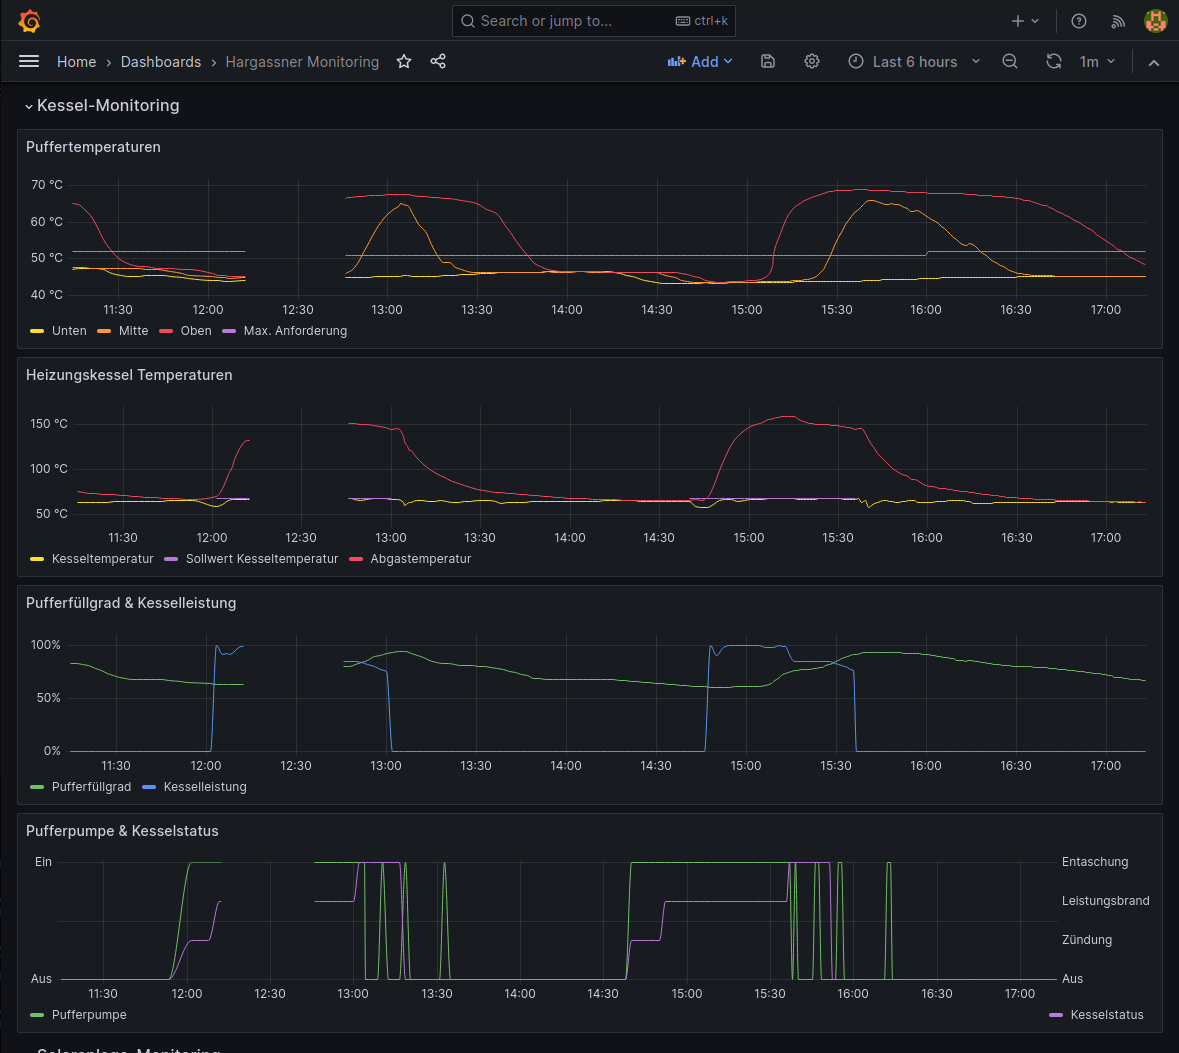 Search or jump to... ctrl+k
Home › Dashboards › Hargassner Monitoring Add Last 6 hours 1m
Kessel-Monitoring
Puffertemperaturen
70 °C
60 °C
50 °C
40 °C
11:30 12:00 12:30 13:00 13:30 14:00 14:30 15:00 15:30 16:00 16:30 17:00
Unten Mitte Oben Max. Anforderung
Heizungskessel Temperaturen
150 °C
100 °C
50 °C
11:30 12:00 12:30 13:00 13:30 14:00 14:30 15:00 15:30 16:00 16:30 17:00
Kesseltemperatur Sollwert Kesseltemperatur Abgastemperatur
Pufferfüllgrad & Kesselleistung
100%
50%
0%
11:30 12:00 12:30 13:00 13:30 14:00 14:30 15:00 15:30 16:00 16:30 17:00
Pufferfüllgrad Kesselleistung
Pufferpumpe & Kesselstatus
Ein Entaschung
Leistungsbrand
Zündung
Aus Aus
11:30 12:00 12:30 13:00 13:30 14:00 14:30 15:00 15:30 16:00 16:30 17:00
Pufferpumpe Kesselstatus
Solaranlage-Monitoring